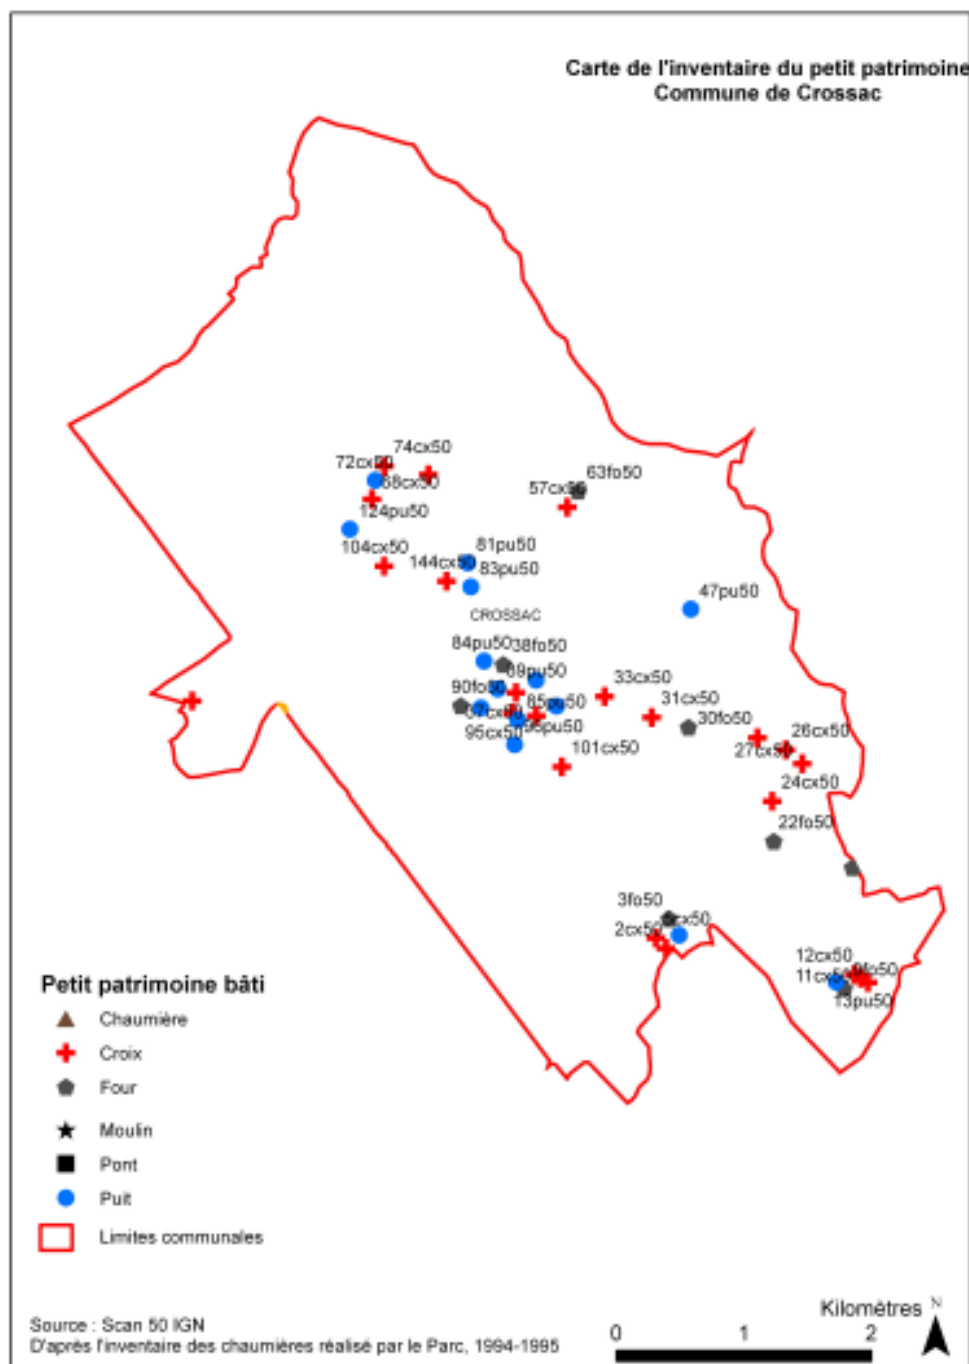 Carte de l'inventaire du petit patrimoine
Commune de Crossac
74cx50
72cx50
68cx50
63fo50
57cx50
124pu50
104cx50
144cx50
81pu50
83pu50
47pu50
CROSSAC
84pu50
38fo50
89pu50
90fo50
85pu50
33cx50
31cx50
30fo50
95cx50
101cx50
26cx50
27cx50
24cx50
22fo50
3fo50
2cx50
12cx50
11cx50
13pu50
Petit patrimoine bâti
Chaumière
Croix
Four
Moulin
Pont
Puit
Limites communales
Source : Scan 50 IGN
D'après l'inventaire des chaumières réalisé par le Parc, 1994-1995
Kilomètres
N
0 1 2